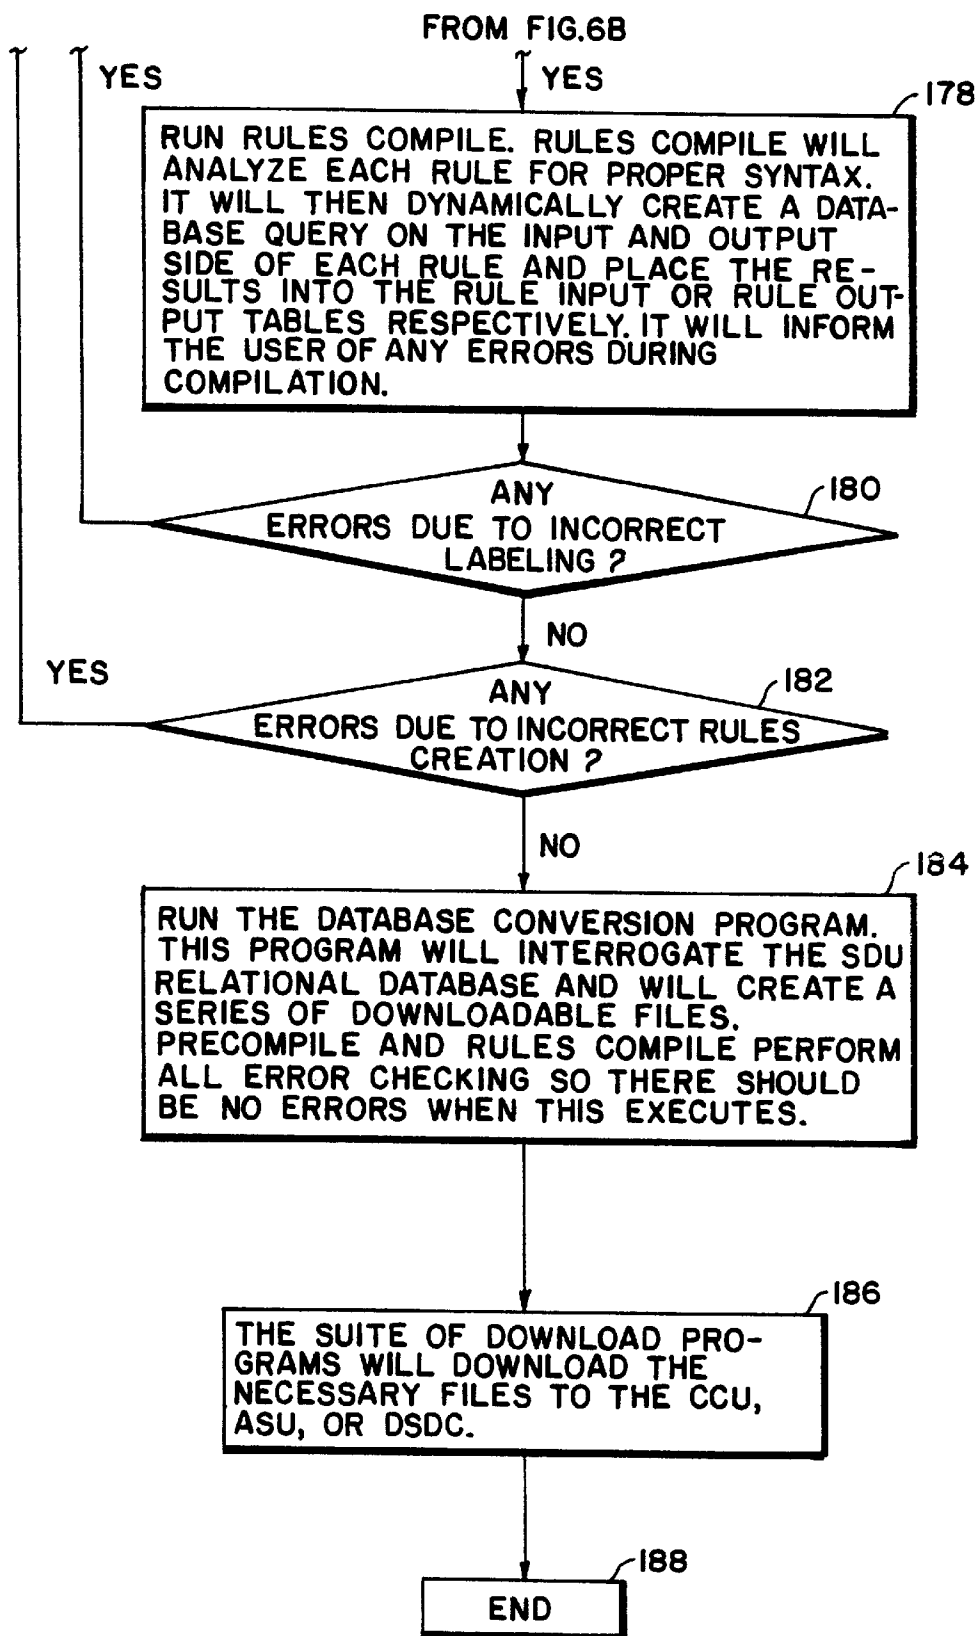 FROM FIG.6B
YES
YES
178
RUN RULES COMPILE. RULES COMPILE WILL
ANALYZE EACH RULE FOR PROPER SYNTAX.
IT WILL THEN DYNAMICALLY CREATE A DATA-
BASE QUERY ON THE INPUT AND OUTPUT
SIDE OF EACH RULE AND PLACE THE RE-
SULTS INTO THE RULE INPUT OR RULE OUT-
PUT TABLES RESPECTIVELY. IT WILL INFORM
THE USER OF ANY ERRORS DURING
COMPILATION.
180
ANY
ERRORS DUE TO INCORRECT
LABELING ?
NO
YES
182
ANY
ERRORS DUE TO INCORRECT RULES
CREATION ?
NO
184
RUN THE DATABASE CONVERSION PROGRAM.
THIS PROGRAM WILL INTERROGATE THE SDU
RELATIONAL DATABASE AND WILL CREATE A
SERIES OF DOWNLOADABLE FILES.
PRECOMPILE AND RULES COMPILE PERFORM
ALL ERROR CHECKING SO THERE SHOULD
BE NO ERRORS WHEN THIS EXECUTES.
186
THE SUITE OF DOWNLOAD PRO-
GRAMS WILL DOWNLOAD THE
NECESSARY FILES TO THE CCU,
ASU, OR DSDC.
188
END